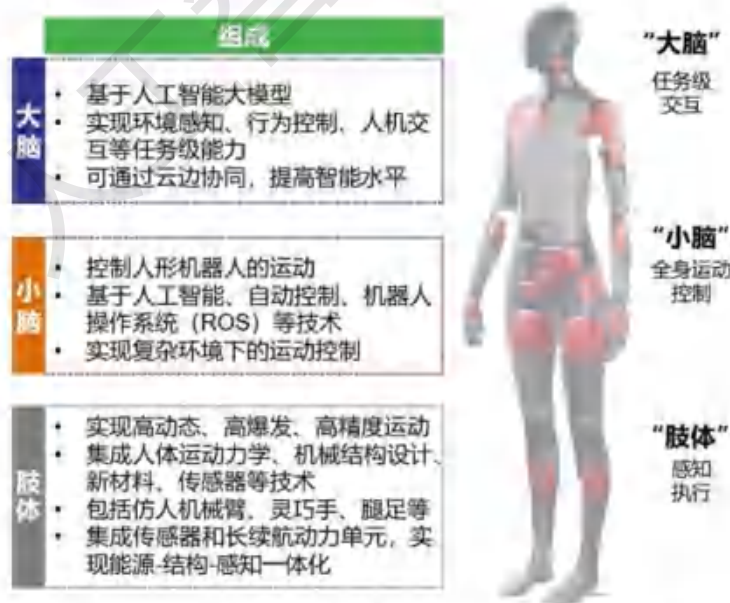 组成
大脑
• 基于人工智能大模型
• 实现环境感知、行为控制、人机交
互等任务级能力
• 可通过云边协同，提高智能水平
小脑
• 控制人形机器人的运动
• 基于人工智能、自动控制、机器人
操作系统（ROS）等技术
• 实现复杂环境下的运动控制
肢体
• 实现高动态、高爆发、高精度运动
• 集成人体运动力学、机械结构设计、
新材料、传感器等技术
• 包括仿人机械臂、灵巧手、腿足等
• 集成传感器和长续航动力单元，实
现能源-结构-感知一体化
“大脑”
任务级
交互
“小脑”
全身运动
控制
“肢体”
感知
执行